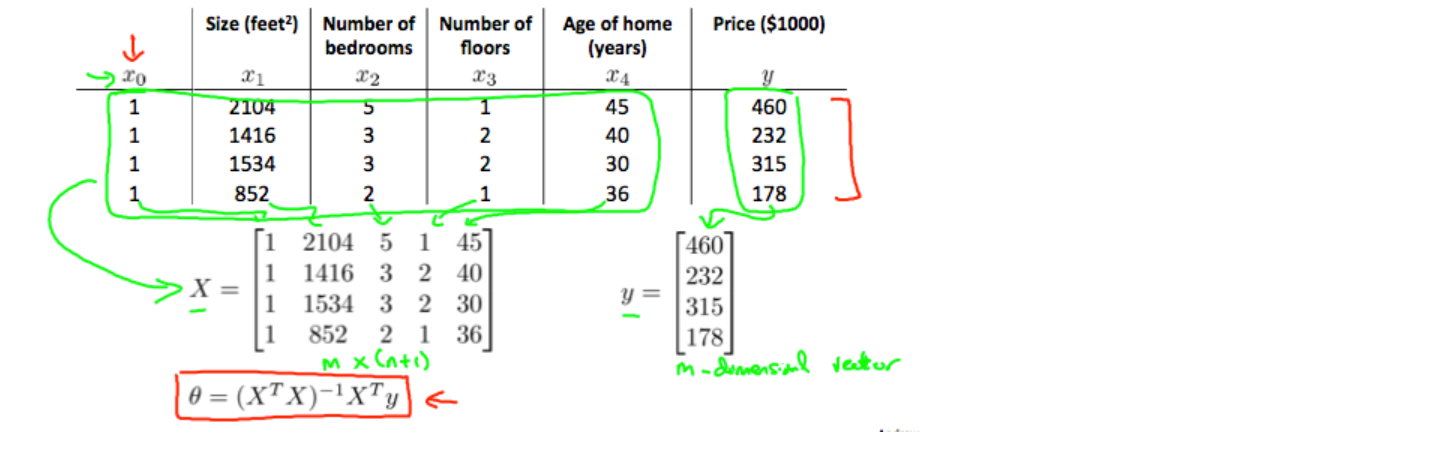 Size (feet²) Number of bedrooms Number of floors Age of home (years) Price ($1000)
x₀ x₁ x₂ x₃ x₄ y
1 2104 5 1 45 460
1 1416 3 2 40 232
1 1534 3 2 30 315
1 852 2 1 36 178
X = [1 2104 5 1 45
1 1416 3 2 40
1 1534 3 2 30
1 852 2 1 36]
m x (n+1)
y = [460
232
315
178]
m-dimensional vector
θ = (XᵀX)⁻¹Xᵀy